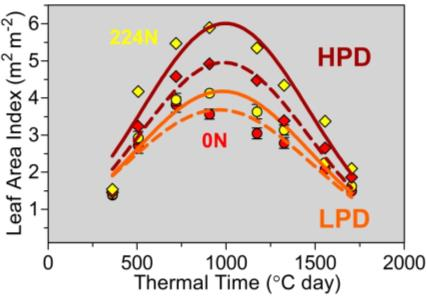 Leaf Area Index (m² m⁻²)
6
5
4
3
2
1
224N
HPD
0N
LPD
0 500 1000 1500 2000
Thermal Time (°C day)